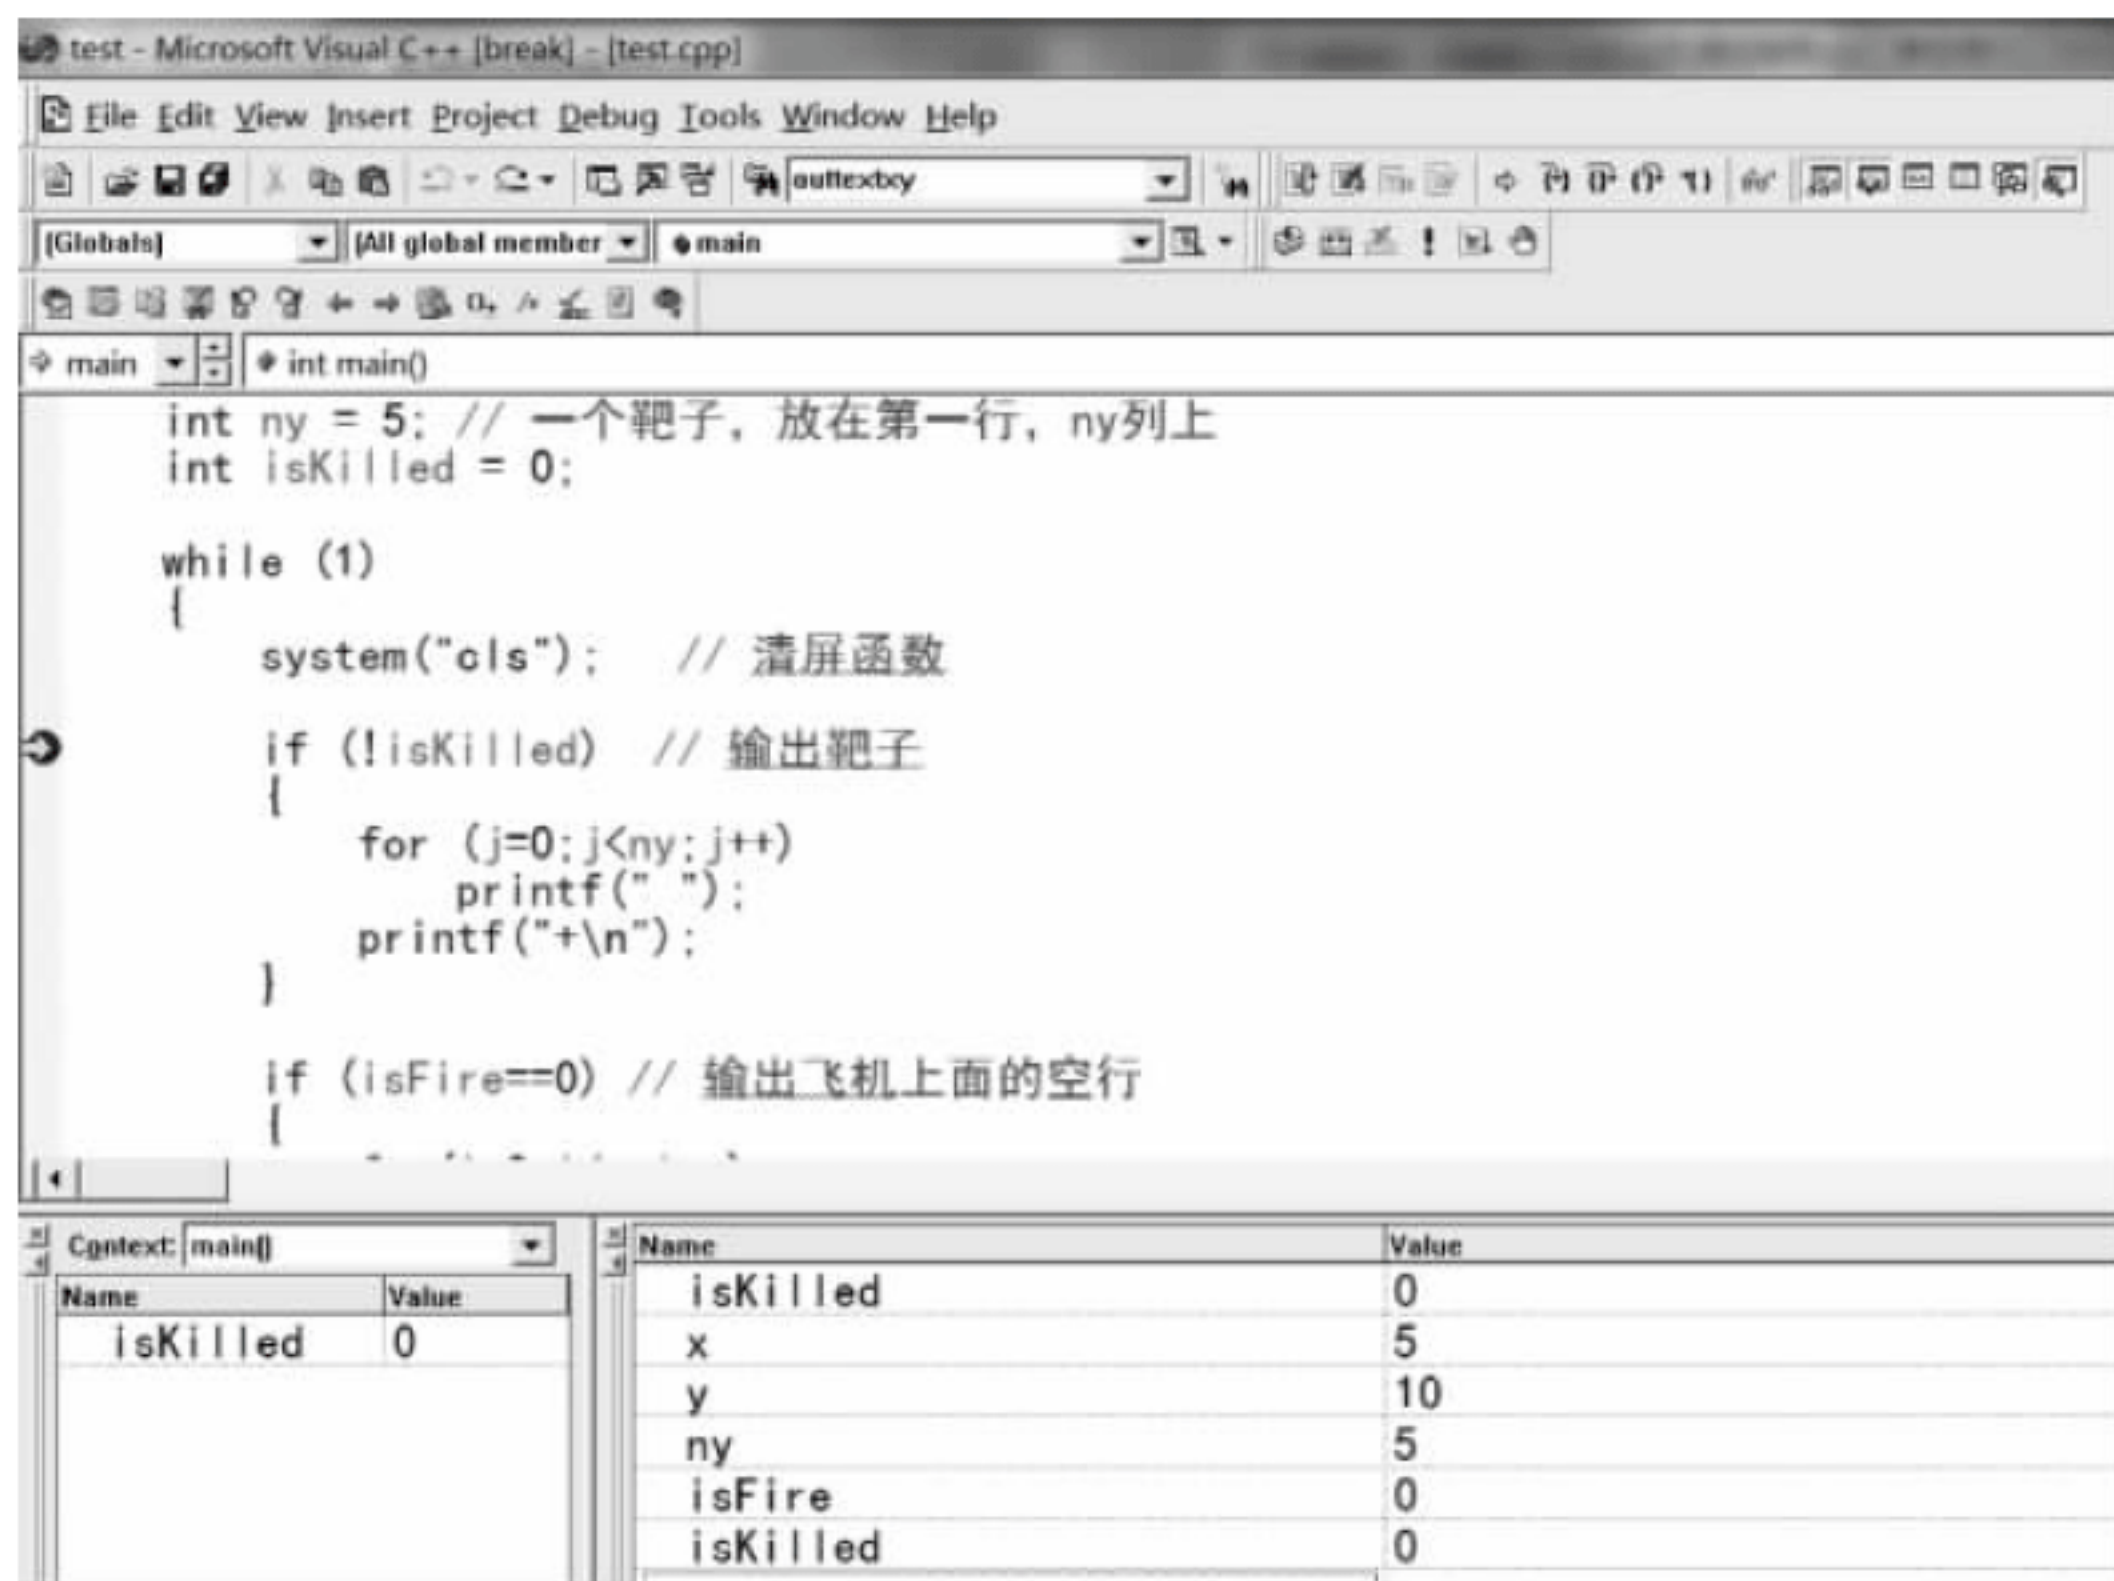 test - Microsoft Visual C++ [break] - [test.cpp]
File Edit View Insert Project Debug Tools Window Help
outtextxy
(Globals) (All global member main
main int main()
int ny = 5; // 一个靶子，放在第一行，ny列上
int isKilled = 0;
while (1)
{
system("cls"); // 清屏函数
if (!isKilled) // 输出靶子
{
for (j=0;j<ny;j++)
printf(" ");
printf("+\n");
}
if (isFire==0) // 输出飞机上面的空行
{
Context: main()
Name Value
isKilled 0
Name Value
isKilled 0
x 5
y 10
ny 5
isFire 0
isKilled 0